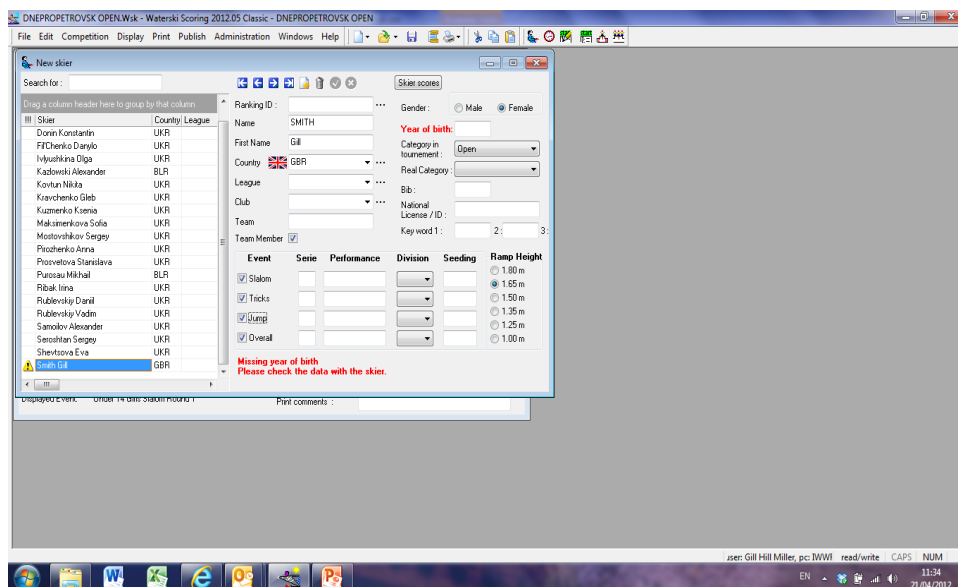 DNEPROPETROVSK OPEN.Wsk - Waterski Scoring 2012.05 Classic - DNEPROPETROVSK OPEN
File Edit Competition Display Print Publish Administration Windows Help
New skier
Search for :
Skier scores
Drag a column header here to group by that column
!!! Skier Country League
Donin Konstantin UKR
Fil'Chenko Danylo UKR
Ivlyushkina Olga UKR
Kazlowski Alexander BLR
Kovtun Nikita UKR
Kravchenko Gleb UKR
Kuzmenko Ksenia UKR
Maksimenkova Sofia UKR
Mostovshikov Sergey UKR
Pirozhenko Anna UKR
Prosvetova Stanislava UKR
Purosau Mikhail BLR
Ribak Irina UKR
Rublevskiy Daniil UKR
Rublevskiy Vadim UKR
Samoilov Alexander UKR
Seroshtan Sergey UKR
Shevtsova Eva UKR
Smith Gill GBR
Ranking ID :
Name SMITH
First Name Gill
Country GBR
League
Club
Team
Team Member
Gender : Male Female
Year of birth:
Category in tournement : Open
Real Category :
Bib :
National License / ID :
Key word 1 : 2 : 3:
Event Serie Performance Division Seeding Ramp Height
Slalom
Tricks
Jump
Overall
1.80 m
1.65 m
1.50 m
1.35 m
1.25 m
1.00 m
Missing year of birth
Please check the data with the skier.
Displayed Event: Under 14 Girls Slalom Round 1 Print comments :
user: Gill Hill Miller, pc: IWWF read/write CAPS NUM
EN 11:34
21/04/2012